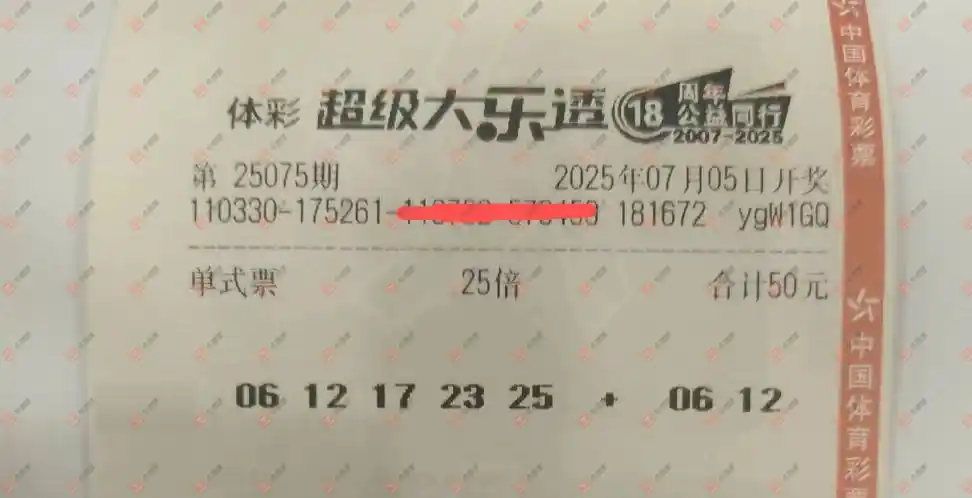 体彩 超级大乐透 18 周年 公益同行 2007-2025
第 25075期 2025年07月05日开奖
110330-175261- 181672 ygW1GQ
单式票 25倍 合计50元
06 12 17 23 25 + 06 12
中国体育彩票
中国体育彩票